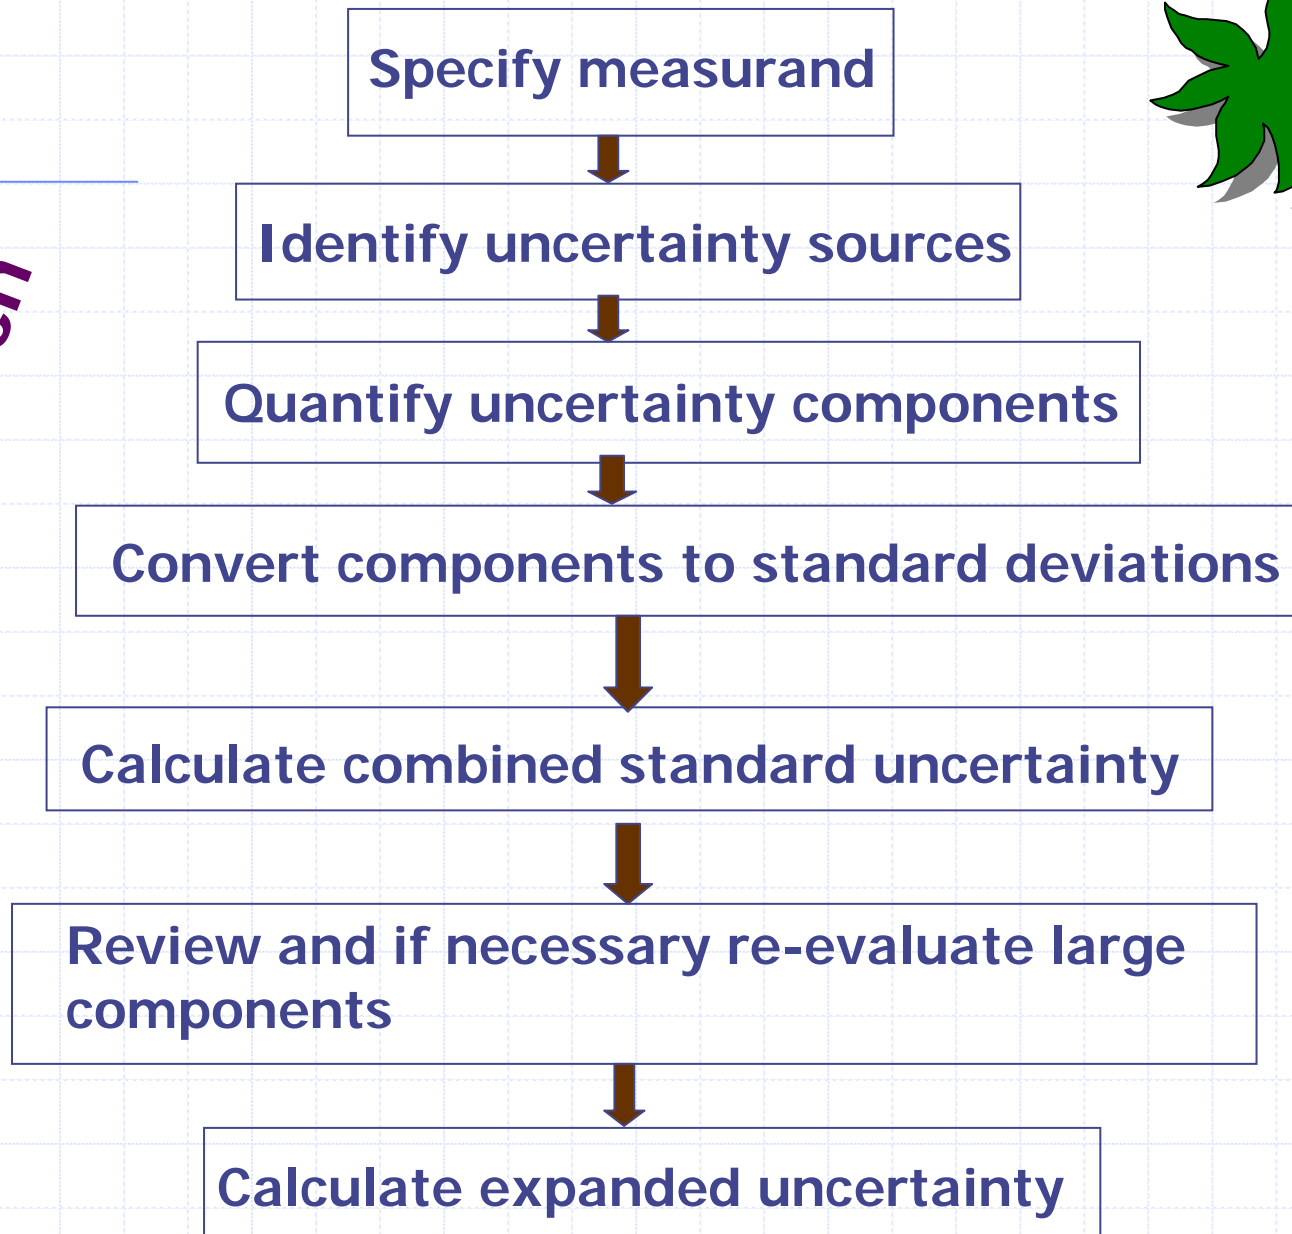 Specify measurand
Identify uncertainty sources
Quantify uncertainty components
Convert components to standard deviations
Calculate combined standard uncertainty
Review and if necessary re-evaluate large
components
Calculate expanded uncertainty